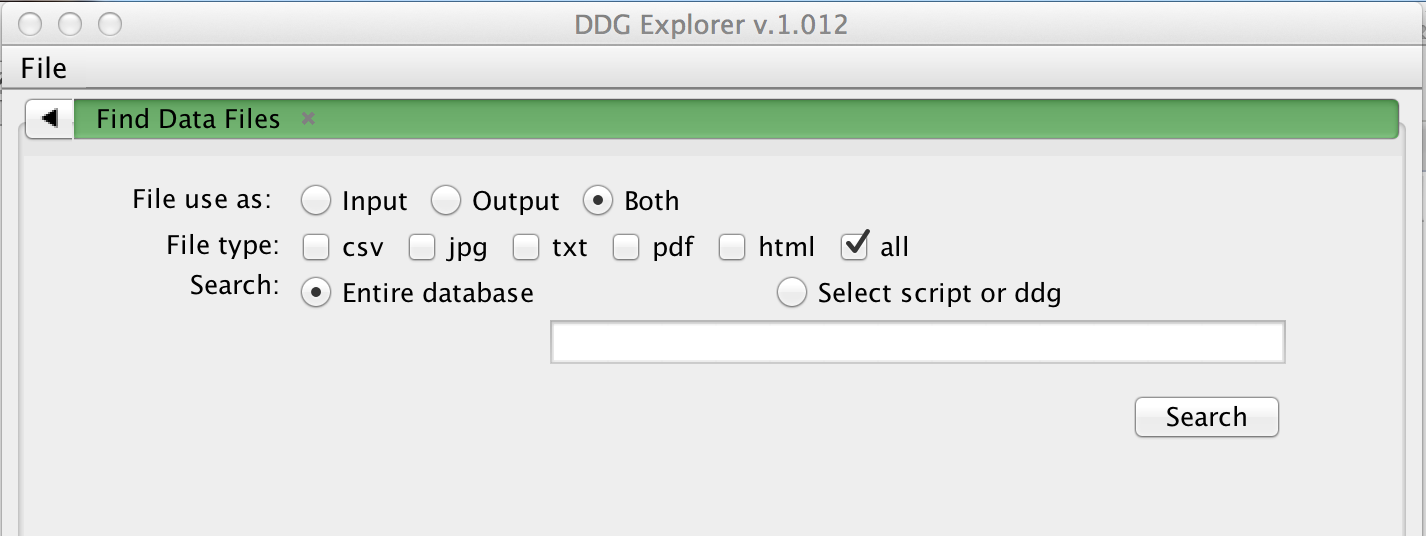 DDG Explorer v.1.012
File
Find Data Files
File use as: Input Output Both
File type: csv jpg txt pdf html all
Search: Entire database Select script or ddg
Search